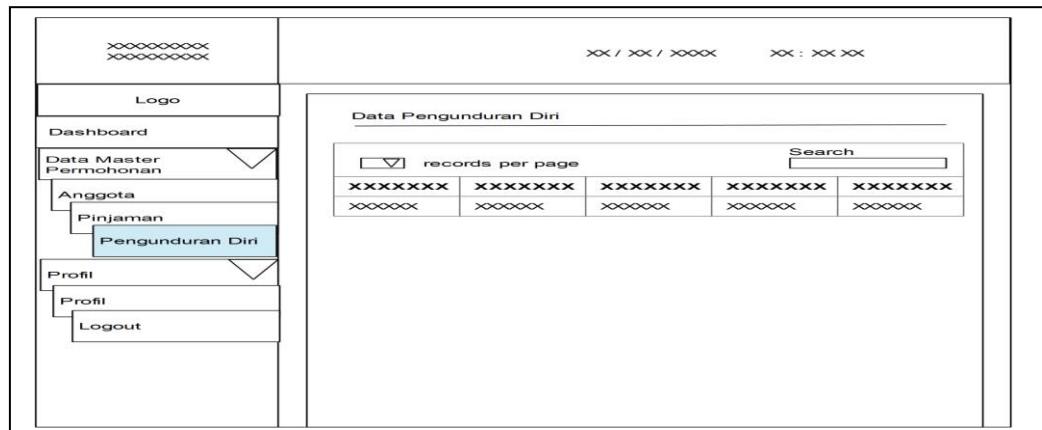 XXXXXXXXX
XXXXXXXXX
XX / XX / XXXX XX : XX XX
Logo
Dashboard
Data Master
Permohonan
Anggota
Pinjaman
Pengunduran Diri
Profil
Profil
Logout
Data Pengunduran Diri
records per page
Search
XXXXXXX XXXXXXX XXXXXXX XXXXXXX XXXXXXX
XXXXXX XXXXXX XXXXXX XXXXXX XXXXXX